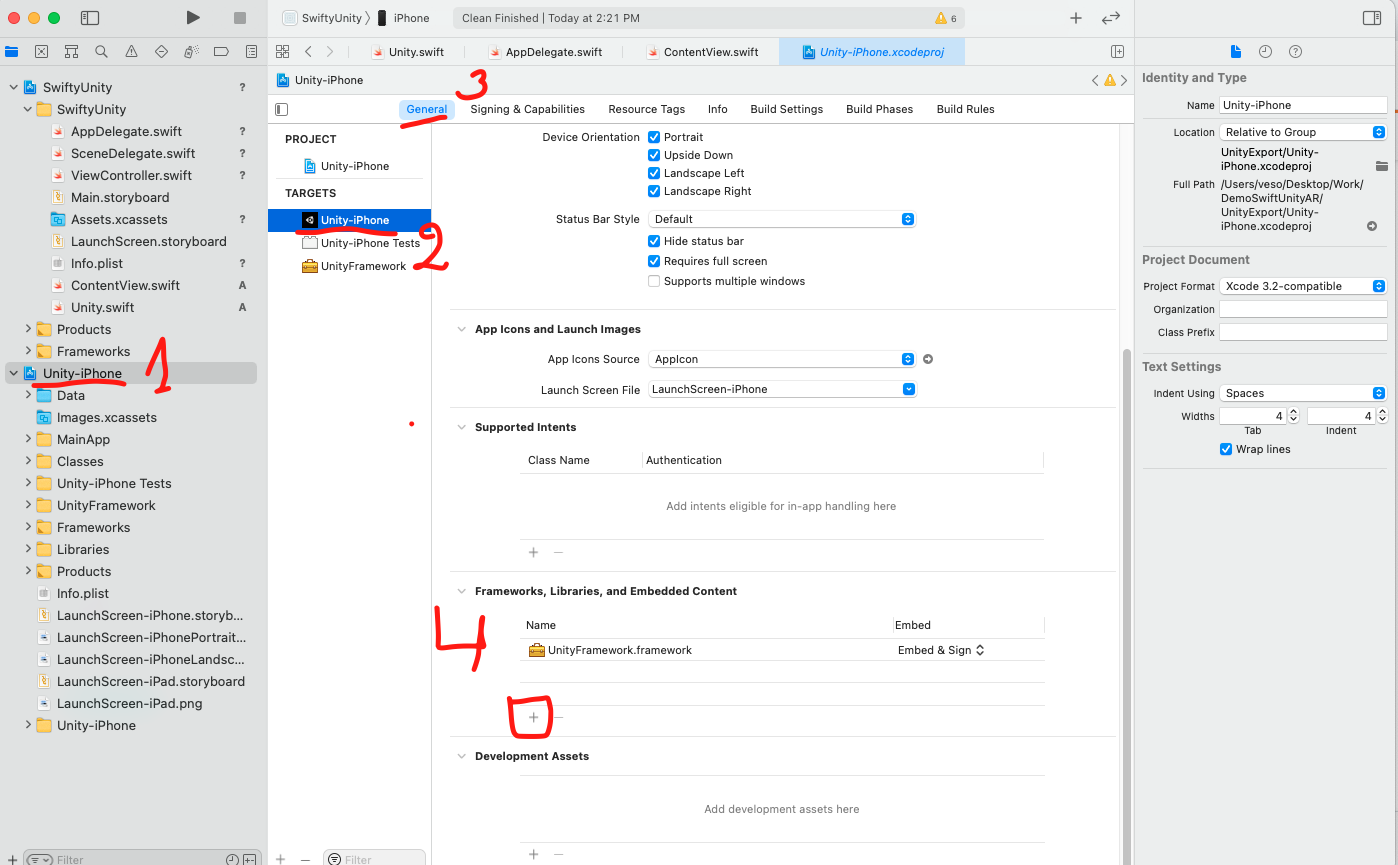 SwiftyUnity
iPhone
Clean Finished | Today at 2:21 PM
6
Unity.swift
AppDelegate.swift
ContentView.swift
Unity-iPhone.xcodeproj
SwiftyUnity ?
SwiftyUnity
AppDelegate.swift ?
SceneDelegate.swift ?
ViewController.swift ?
Main.storyboard
Assets.xcassets ?
LaunchScreen.storyboard
Info.plist ?
ContentView.swift A
Unity.swift A
Products
Frameworks
Unity-iPhone
1
Data
Images.xcassets
MainApp
Classes
Unity-iPhone Tests
UnityFramework
Frameworks
Libraries
Products
Info.plist
LaunchScreen-iPhone.storyb...
LaunchScreen-iPhonePortrait...
LaunchScreen-iPhoneLandsc...
LaunchScreen-iPad.storyboard
LaunchScreen-iPad.png
Unity-iPhone
Filter
Unity-iPhone
3
General
Signing & Capabilities
Resource Tags
Info
Build Settings
Build Phases
Build Rules
PROJECT
Unity-iPhone
TARGETS
Unity-iPhone
2
Unity-iPhone Tests
UnityFramework
Filter
Device Orientation
Portrait
Upside Down
Landscape Left
Landscape Right
Status Bar Style
Default
Hide status bar
Requires full screen
Supports multiple windows
App Icons and Launch Images
App Icons Source
AppIcon
Launch Screen File
LaunchScreen-iPhone
Supported Intents
Class Name
Authentication
Add intents eligible for in-app handling here
Frameworks, Libraries, and Embedded Content
4
Name
Embed
UnityFramework.framework
Embed & Sign
Development Assets
Add development assets here
Identity and Type
Name
Unity-iPhone
Location
Relative to Group
UnityExport/Unity-
iPhone.xcodeproj
Full Path
/Users/veso/Desktop/Work/
DemoSwiftUnityAR/
UnityExport/Unity-
iPhone.xcodeproj
Project Document
Project Format
Xcode 3.2-compatible
Organization
Class Prefix
Text Settings
Indent Using
Spaces
Widths
4
4
Tab
Indent
Wrap lines